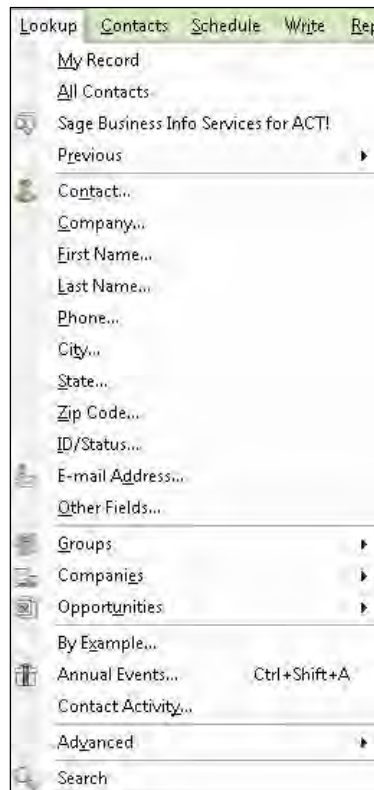 Lookup Contacts Schedule Write Rep
My Record
All Contacts
Sage Business Info Services for ACT!
Previous
Contact...
Company...
First Name...
Last Name...
Phone...
City...
State...
Zip Code...
ID/Status...
E-mail Address...
Other Fields...
Groups
Companies
Opportunities
By Example...
Annual Events... Ctrl+Shift+A
Contact Activity...
Advanced
Search